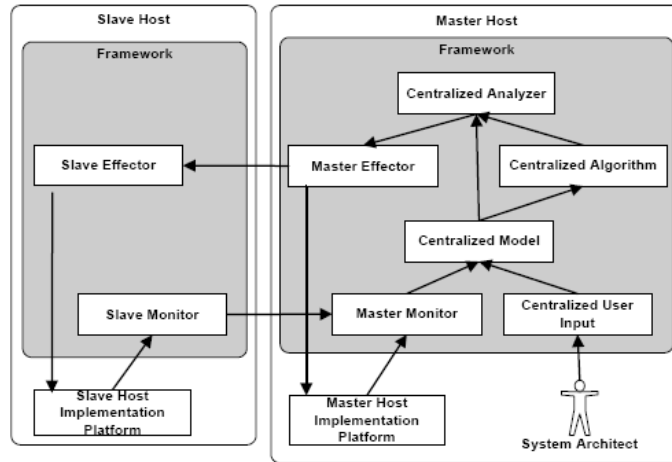 Slave Host
Master Host
Framework
Framework
Centralized Analyzer
Slave Effector
Master Effector
Centralized Algorithm
Centralized Model
Slave Monitor
Master Monitor
Centralized User
Input
Slave Host
Implementation
Platform
Master Host
Implementation
Platform
System Architect